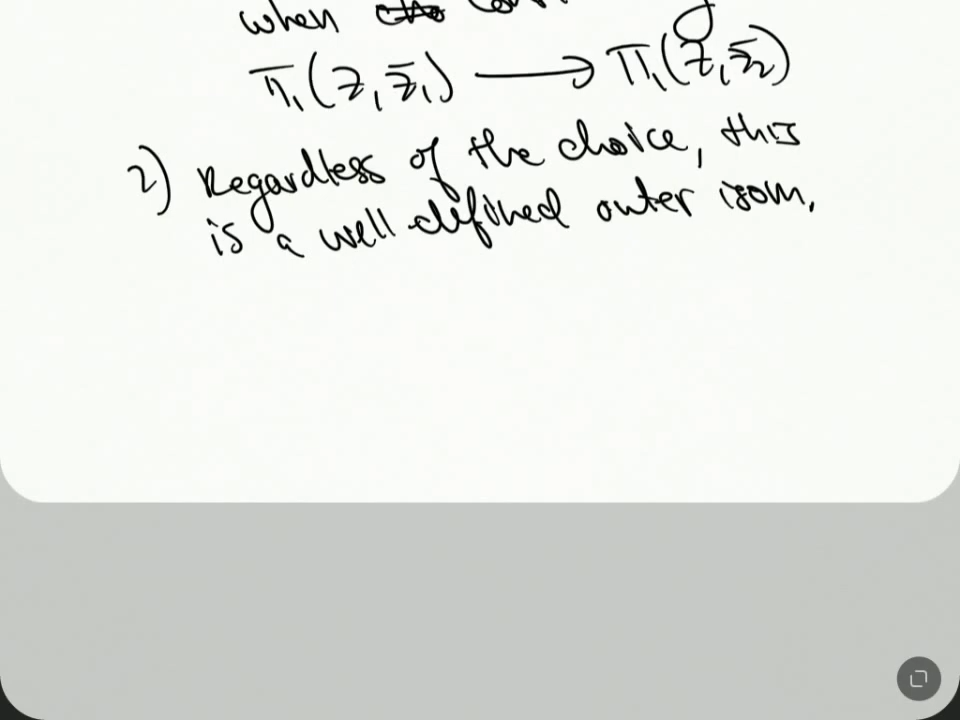 when
π₁(Z, z̄₁) ⟶ π₁(Z, z̄₂)
2) Regardless of the choice, this
is a well defined outer isom.